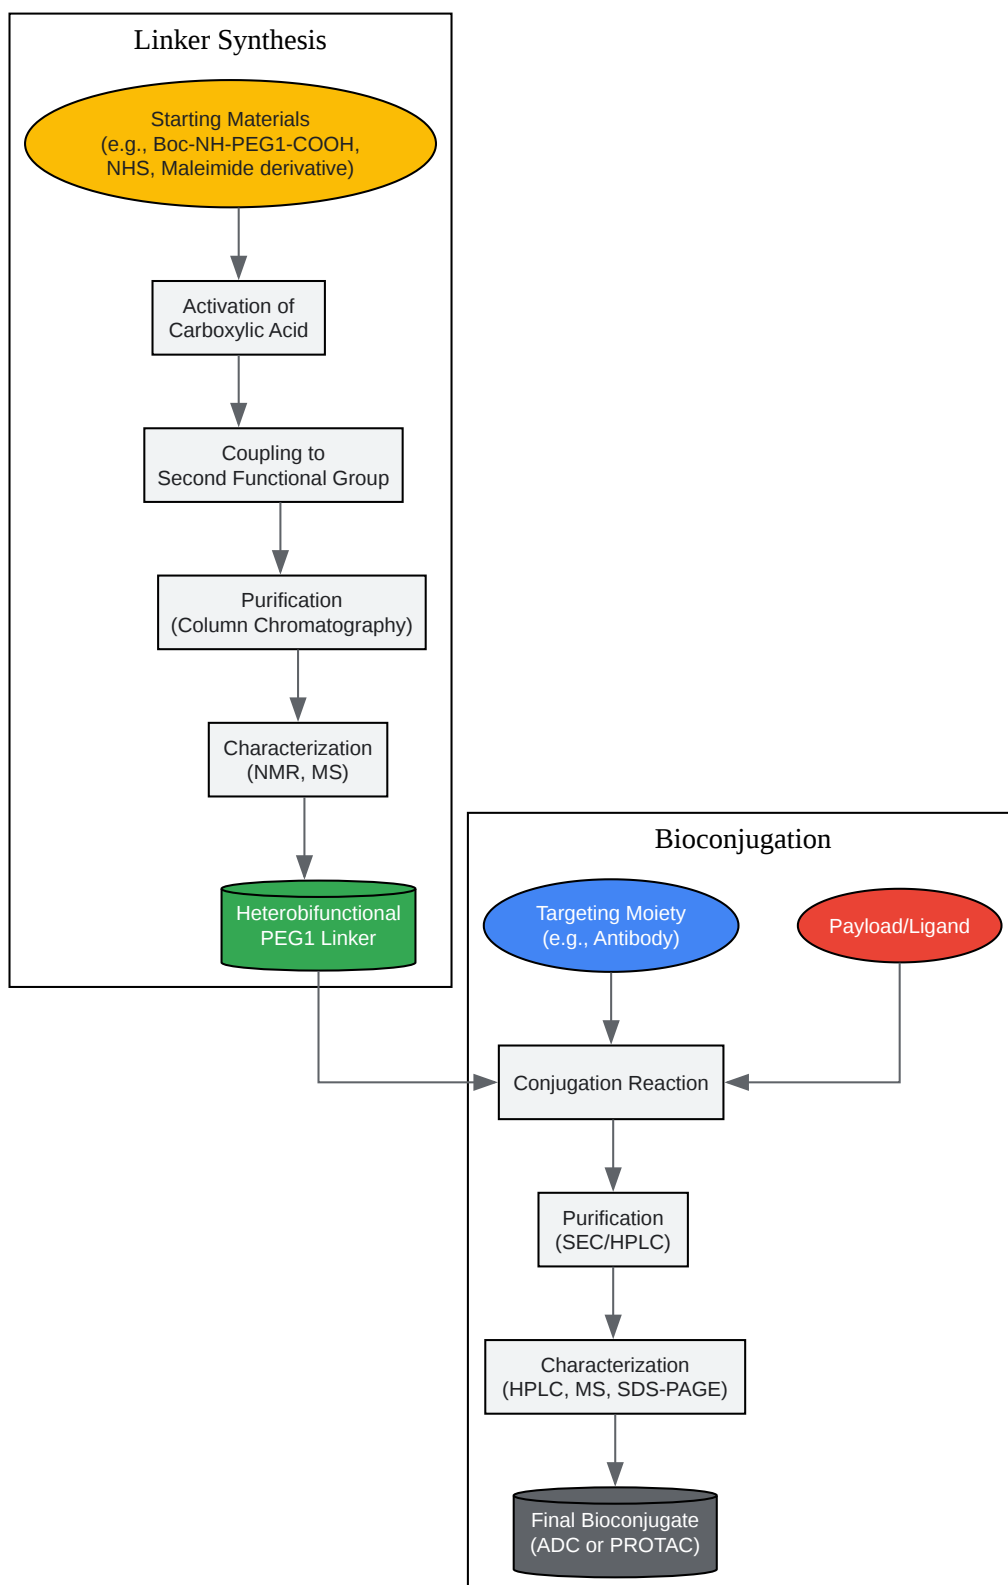 Linker Synthesis
Starting Materials
(e.g., Boc-NH-PEG1-COOH,
NHS, Maleimide derivative)
Activation of
Carboxylic Acid
Coupling to
Second Functional Group
Purification
(Column Chromatography)
Characterization
(NMR, MS)
Heterobifunctional
PEG1 Linker
Bioconjugation
Targeting Moiety
(e.g., Antibody)
Payload/Ligand
Conjugation Reaction
Purification
(SEC/HPLC)
Characterization
(HPLC, MS, SDS-PAGE)
Final Bioconjugate
(ADC or PROTAC)